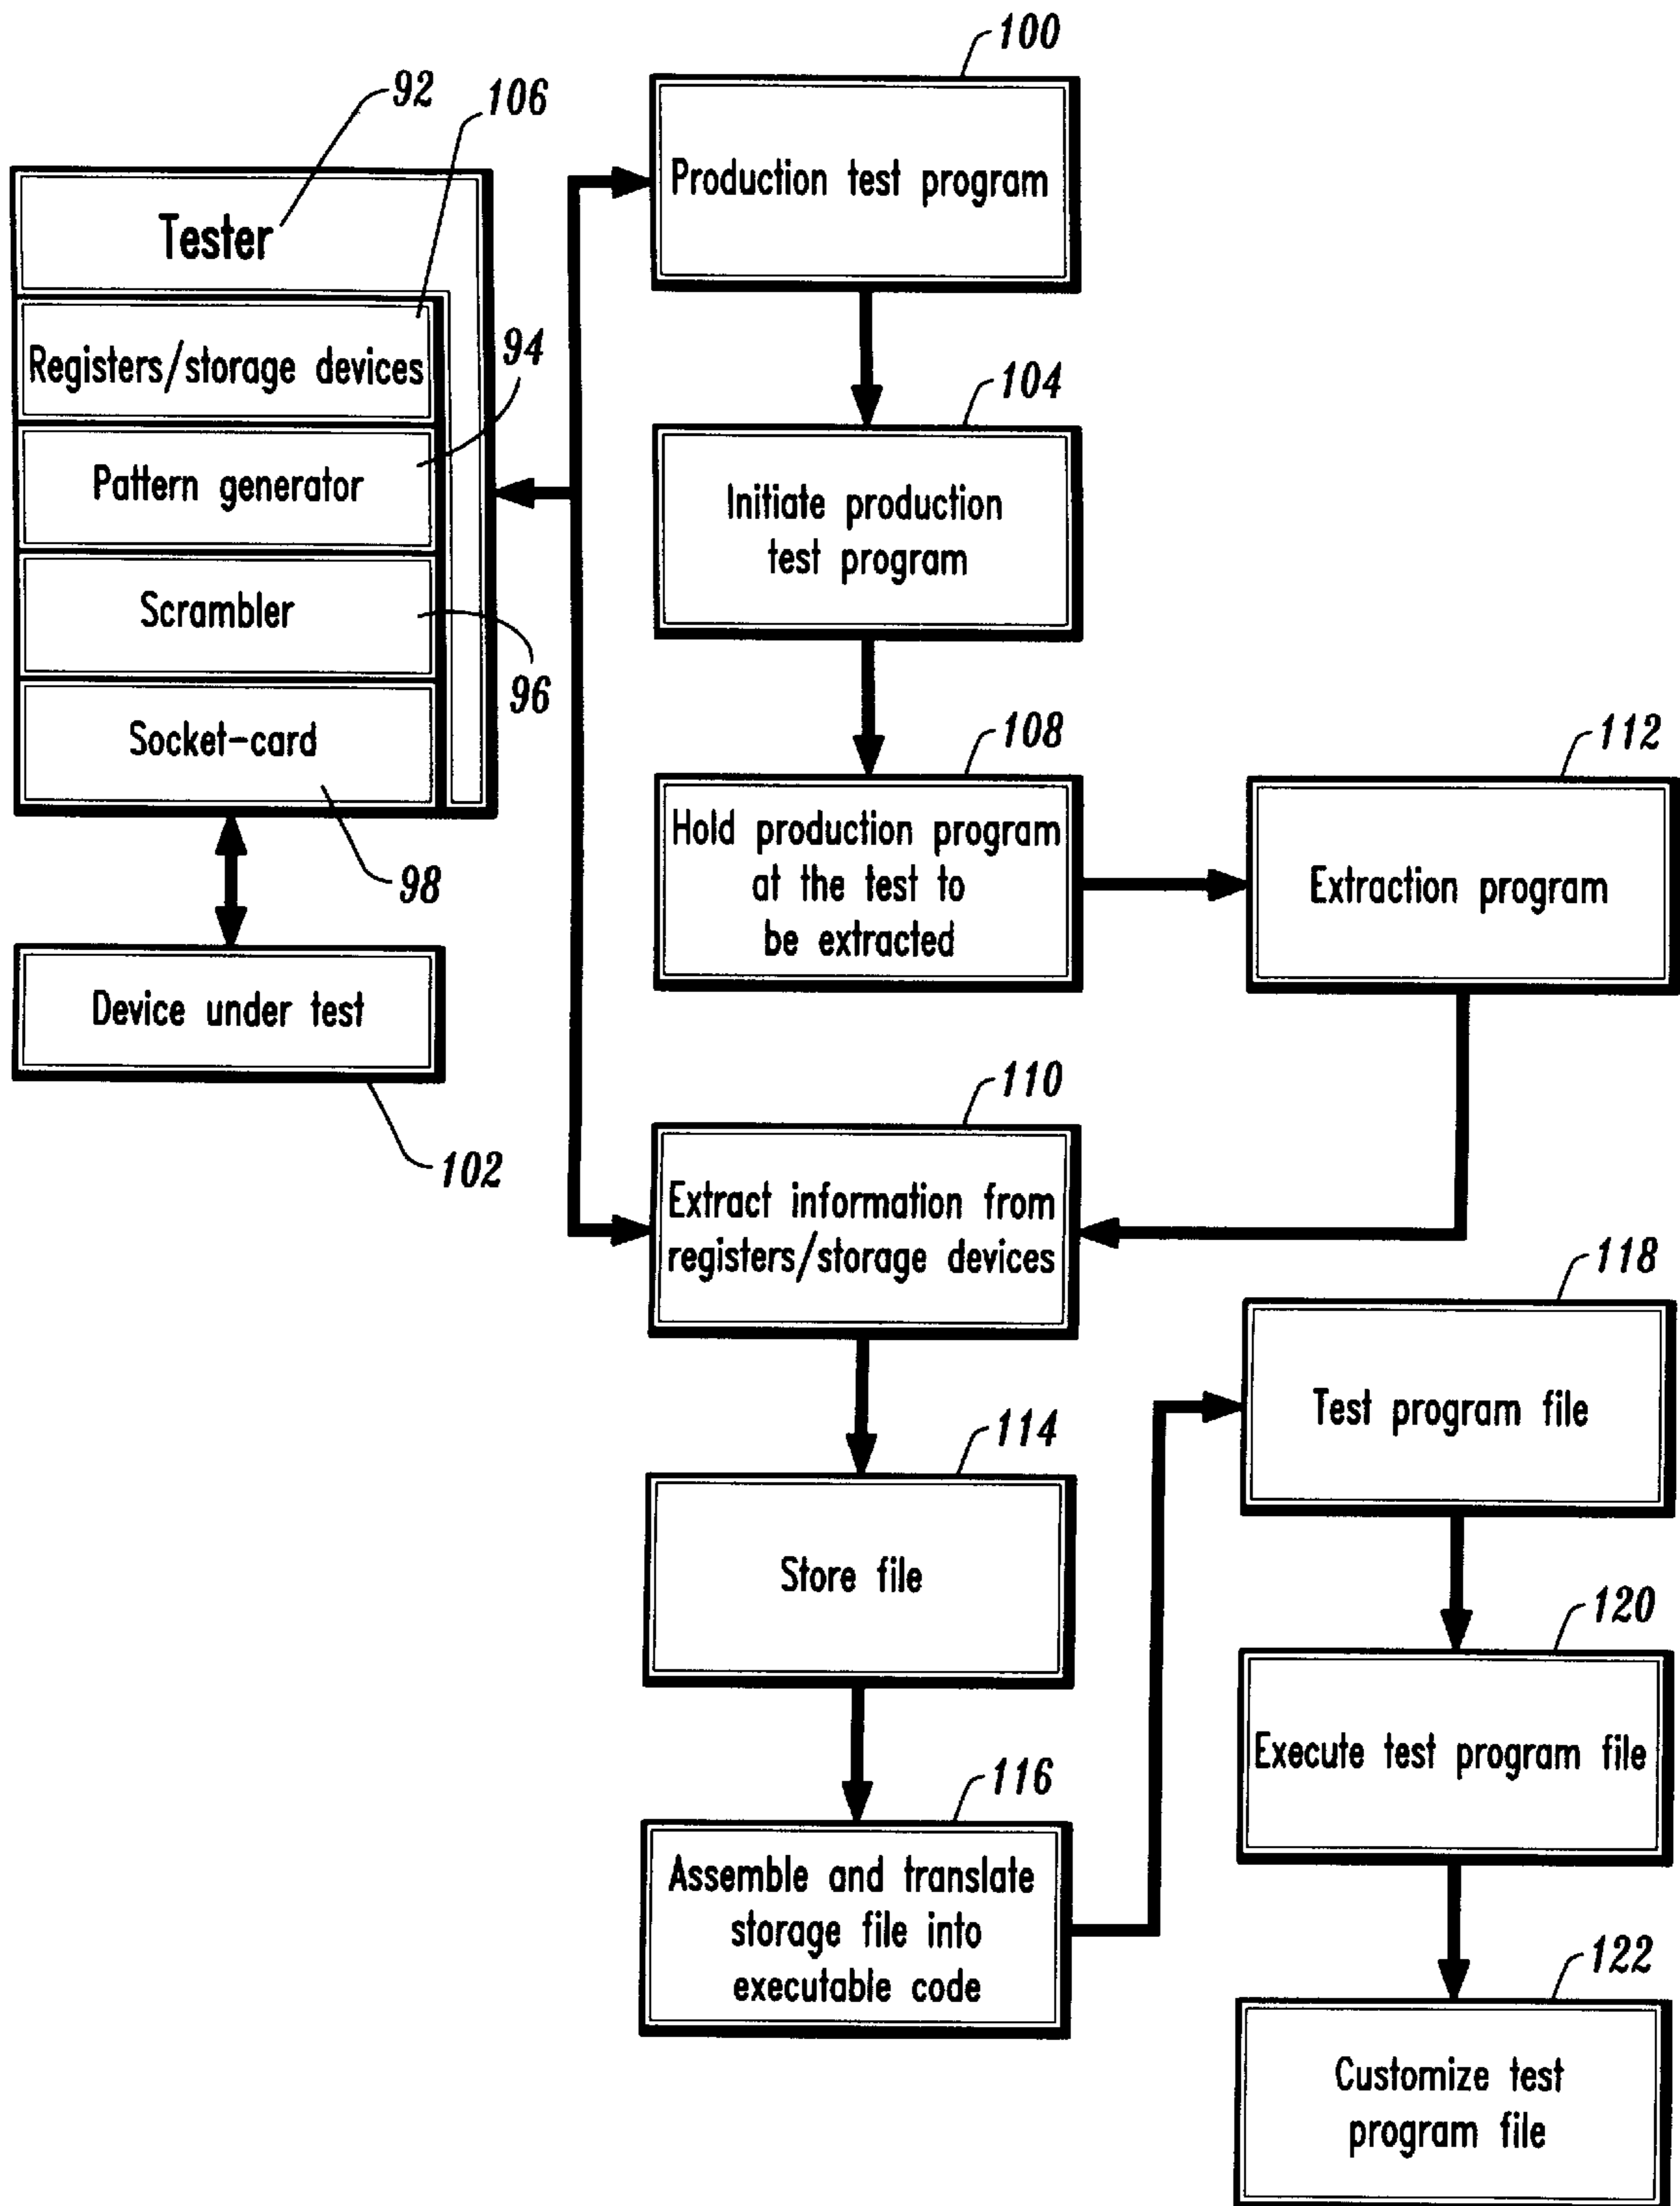 100
92
106
Production test program
Tester
Registers/storage devices
94
104
Pattern generator
Initiate production
test program
Scrambler
96
Socket-card
108
112
Hold production program
at the test to
be extracted
Extraction program
98
Device under test
110
102
Extract information from
registers/storage devices
118
Test program file
114
Store file
120
Execute test program file
116
Assemble and translate
storage file into
executable code
122
Customize test
program file